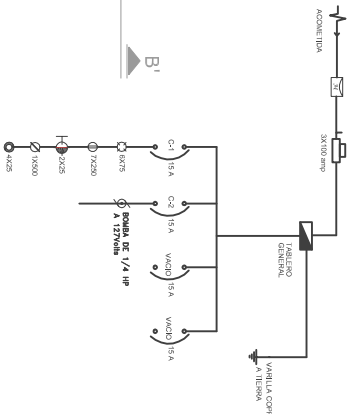 ACOMETIDA
M
3X100 amp
TABLERO
GENERAL
VARILLA COPE
A TIERRA
B'
C-1
15 A
C-2
15 A
VACIO
15 A
VACIO
15 A
6X75
7X250
2X25
1X500
4X25
BOMBA DE 1/4 HP
A 127Volts